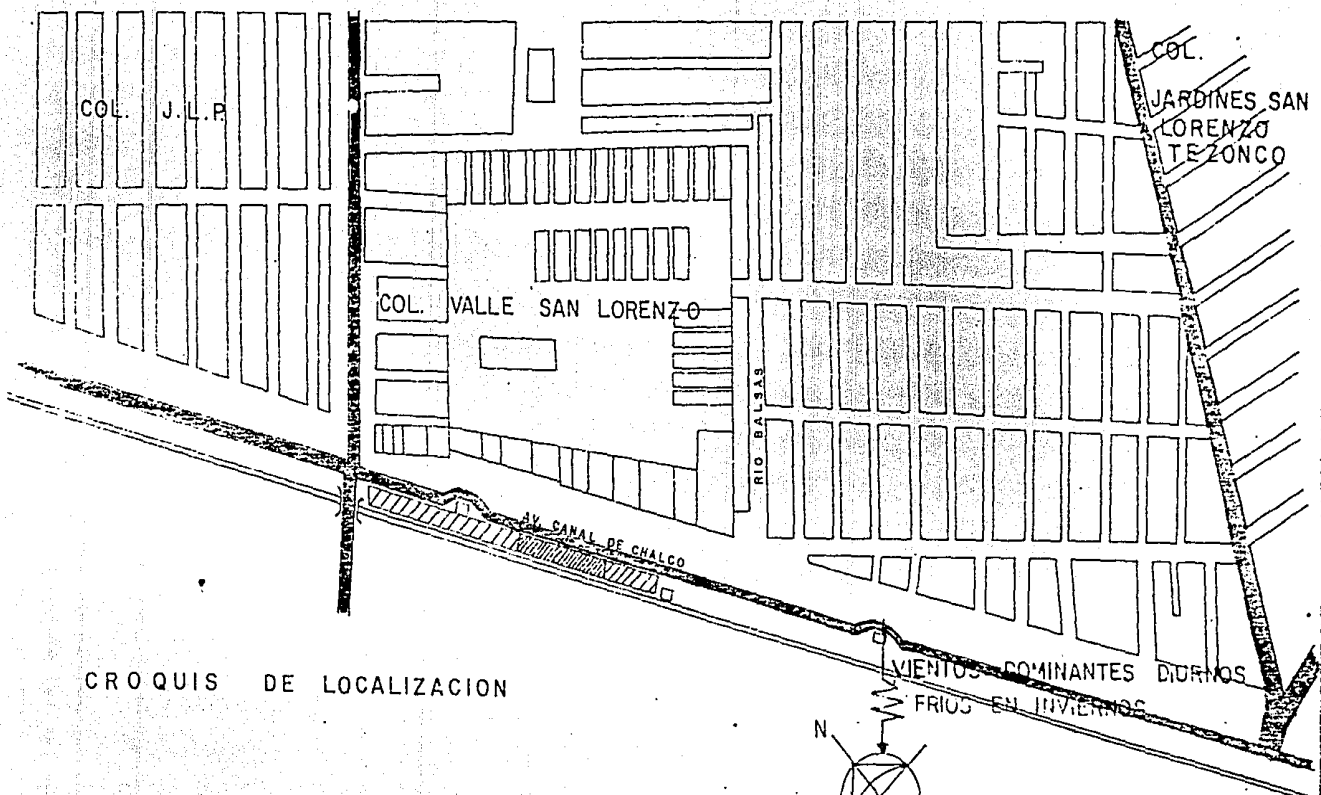 COL. J.L.P.
COL.
JARDINES SAN
LORENZO
TEZONCO
COL. VALLE SAN LORENZO
RIO BALSAS
AV. CANAL DE CHALCO
CROQUIS DE LOCALIZACION
VIENTOS DOMINANTES DIURNOS
FRIOS EN INVIERNOS
N